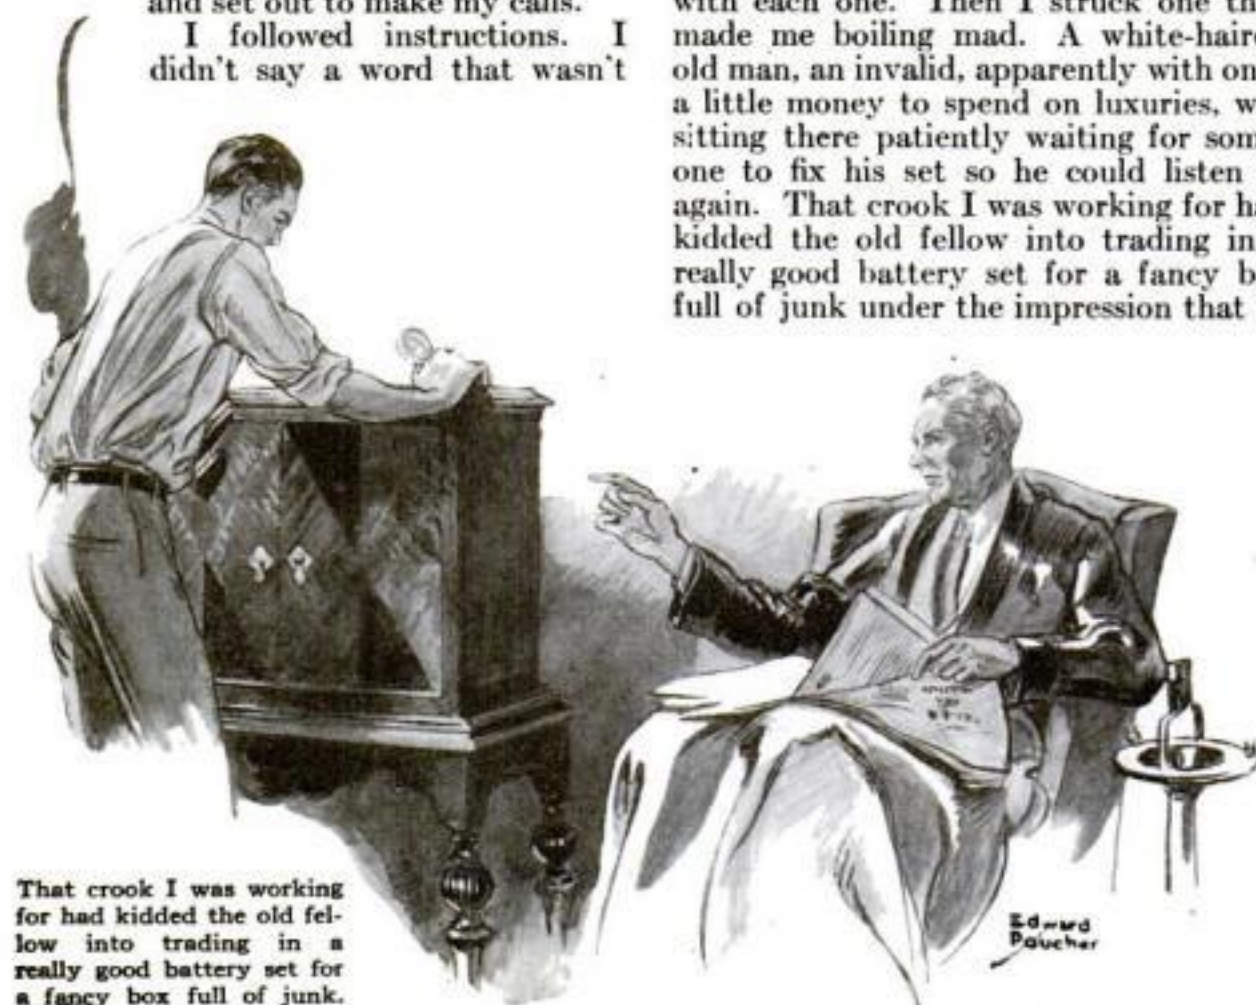 and set out to make my calls.
I followed instructions. I
didn't say a word that wasn't
with each one. Then I struck one th
made me boiling mad. A white-haire
old man, an invalid, apparently with on
a little money to spend on luxuries, w
sitting there patiently waiting for som
one to fix his set so he could listen
again. That crook I was working for ha
kidded the old fellow into trading in
really good battery set for a fancy b
full of junk under the impression that
That crook I was working
for had kidded the old fel-
low into trading in a
really good battery set for
a fancy box full of junk.
Edward
Poucher